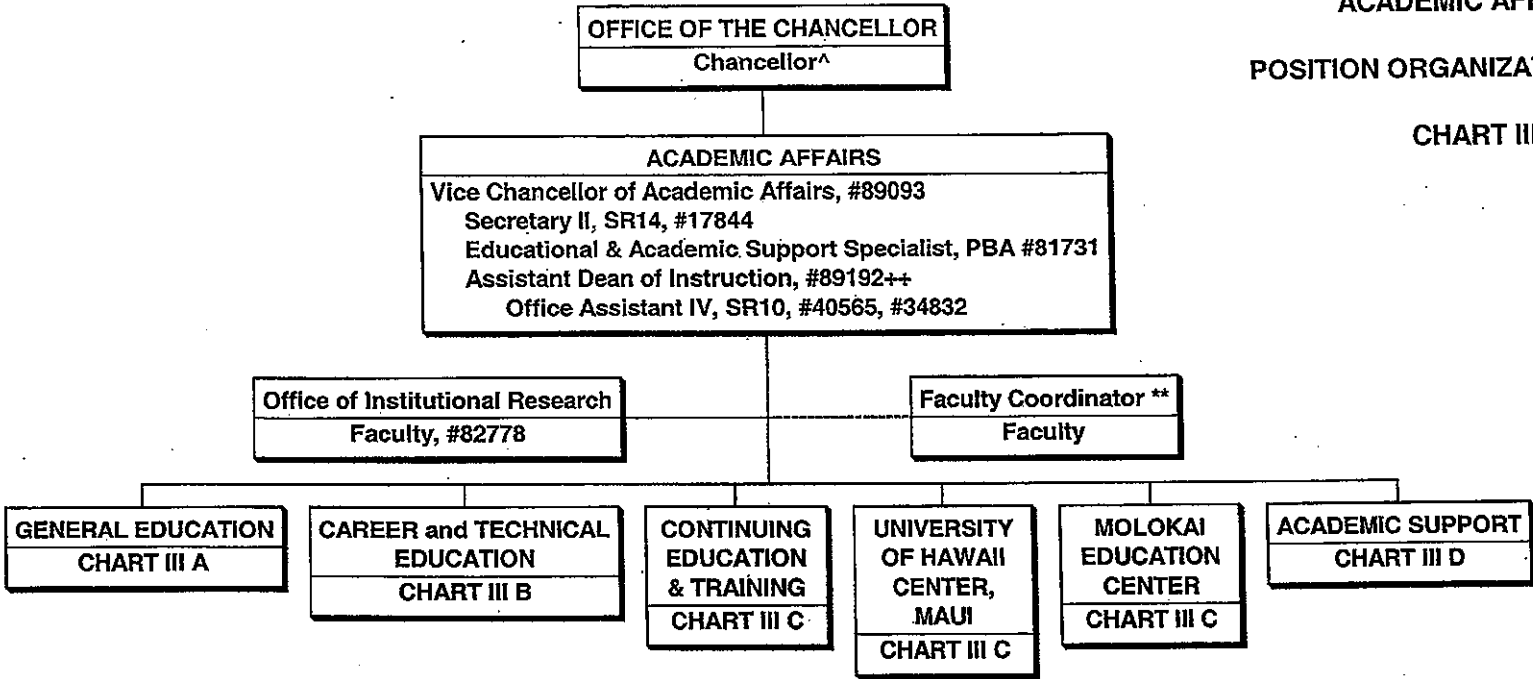 ACADEMIC
POSITION
CHART III
OFFICE OF THE CHANCELLOR
Chancellor^
ACADEMIC AFFAIRS
Vice Chancellor of Academic Affairs, #89093
Secretary II, SR14, #17844
Educational & Academic Support Specialist, PBA #81731
Assistant Dean of Instruction, #89192++
Office Assistant IV, SR10, #40565, #34832
Office of Institutional Research
Faculty, #82778
Faculty Coordinator **
Faculty
GENERAL EDUCATION
CHART III A
CAREER and TECHNICAL
EDUCATION
CHART III B
CONTINUING
EDUCATION
& TRAINING
CHART III C
UNIVERSITY
OF HAWAII
CENTER,
MAUI
CHART III C
MOLOKAI
EDUCATION
CENTER
CHART III C
ACADEMIC SUPPORT
CHART III D